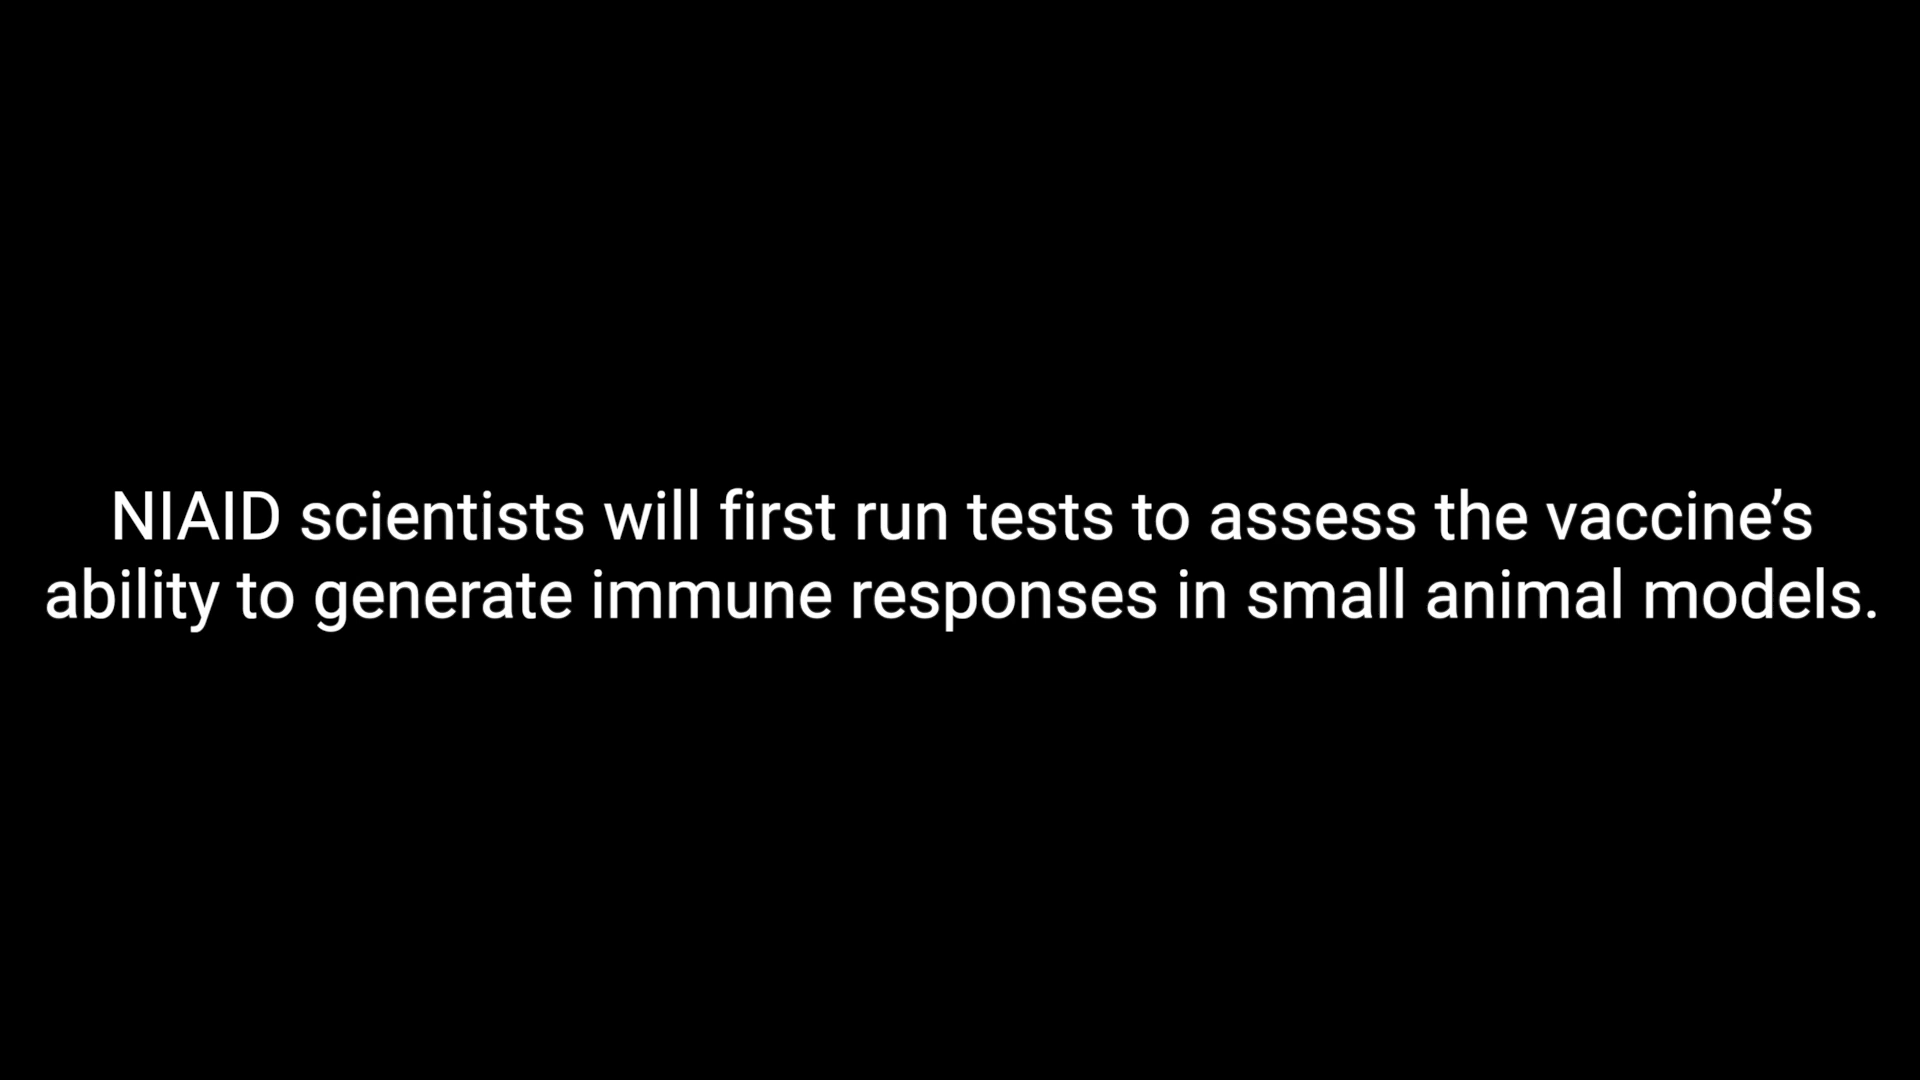 NIAID scientists will first run tests to assess the vaccine’s
ability to generate immune responses in small animal models.